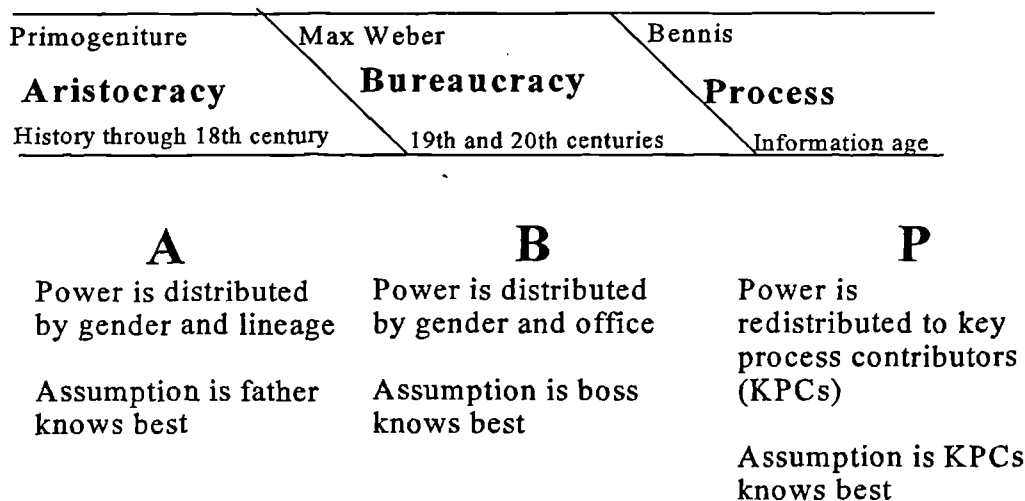 Primogeniture
Aristocracy
History through 18th century
Max Weber
Bureaucracy
19th and 20th centuries
Bennis
Process
Information age
A
Power is distributed
by gender and lineage
Assumption is father
knows best
B
Power is distributed
by gender and office
Assumption is boss
knows best
P
Power is
redistributed to key
process contributors
(KPCs)
Assumption is KPCs
knows best